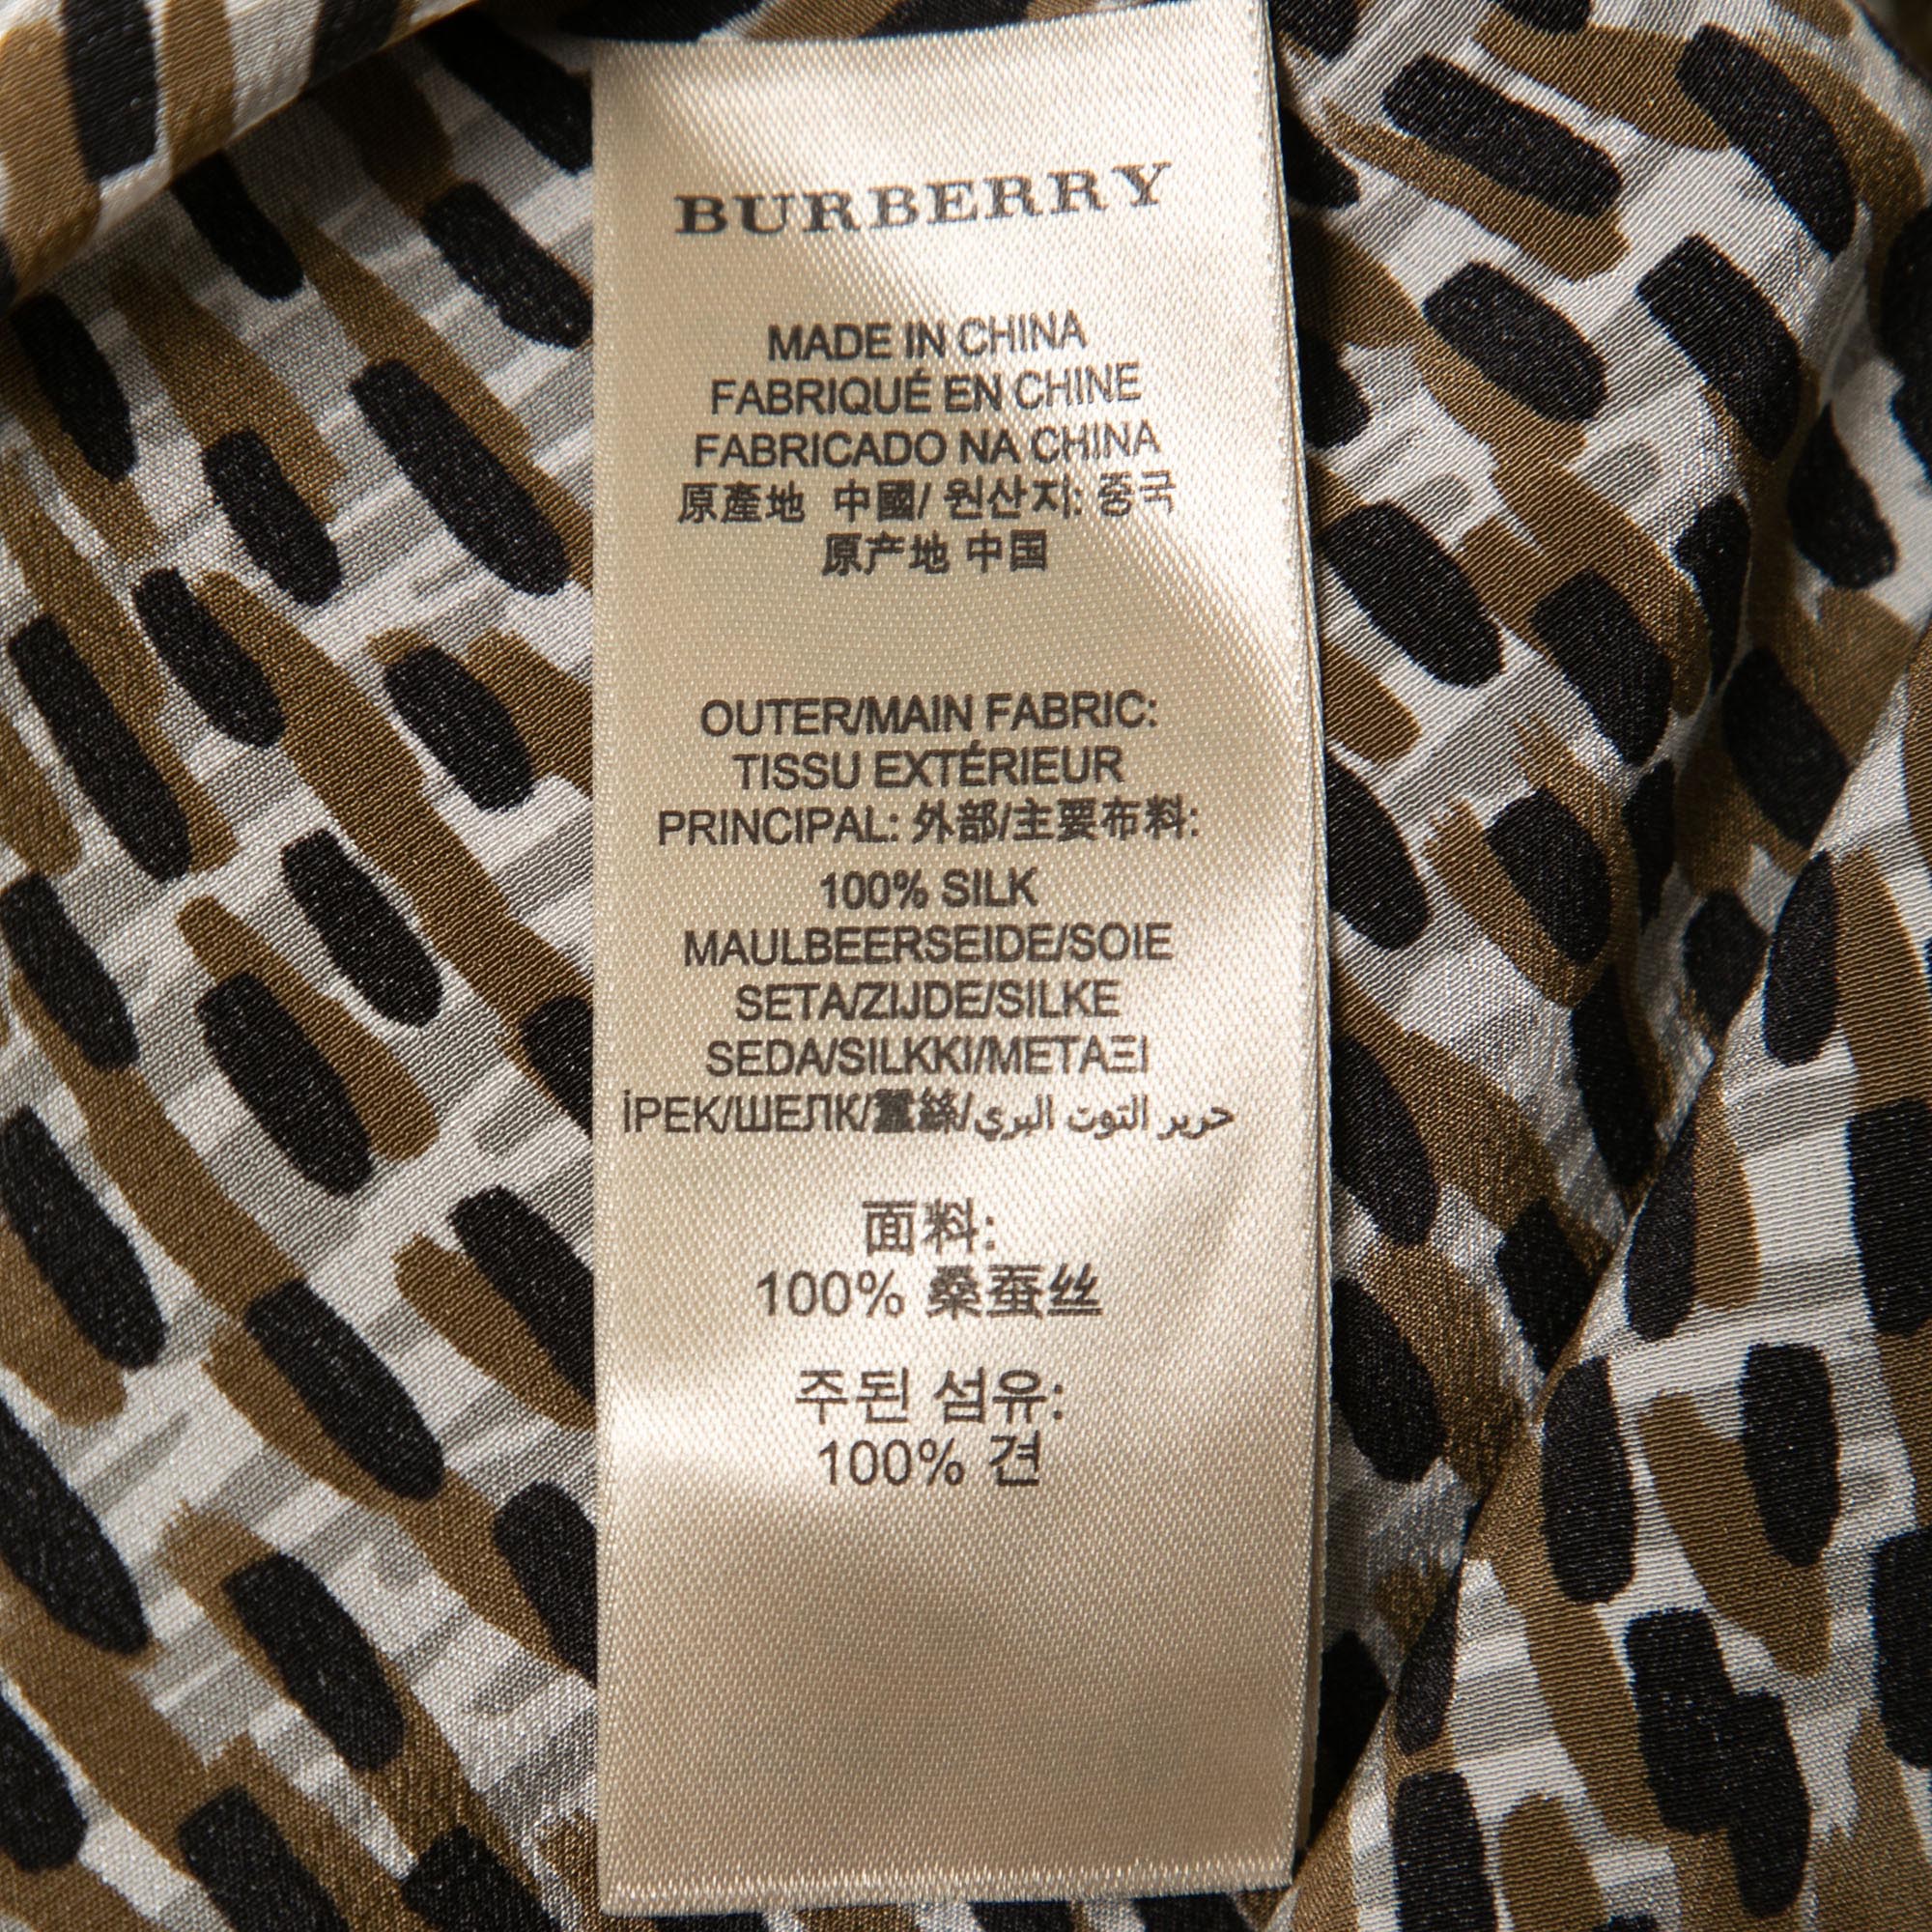 BURBERRY
MADE IN CHINA
FABRIQUÉ EN CHINE
FABRICADO NA CHINA
原產地 中國/ 원산지: 중국
原产地 中国
OUTER/MAIN FABRIC:
TISSU EXTÉRIEUR
PRINCIPAL: 外部/主要布料:
100% SILK
MAULBEERSEIDE/SOIE
SETA/ZIJDE/SILKE
SEDA/SILKKI/ΜΕΤΑΞΙ
İPEK/ШЕЛК/蠶絲/حرير التوت البري
面料:
100% 桑蚕丝
주된 섬유:
100% 견